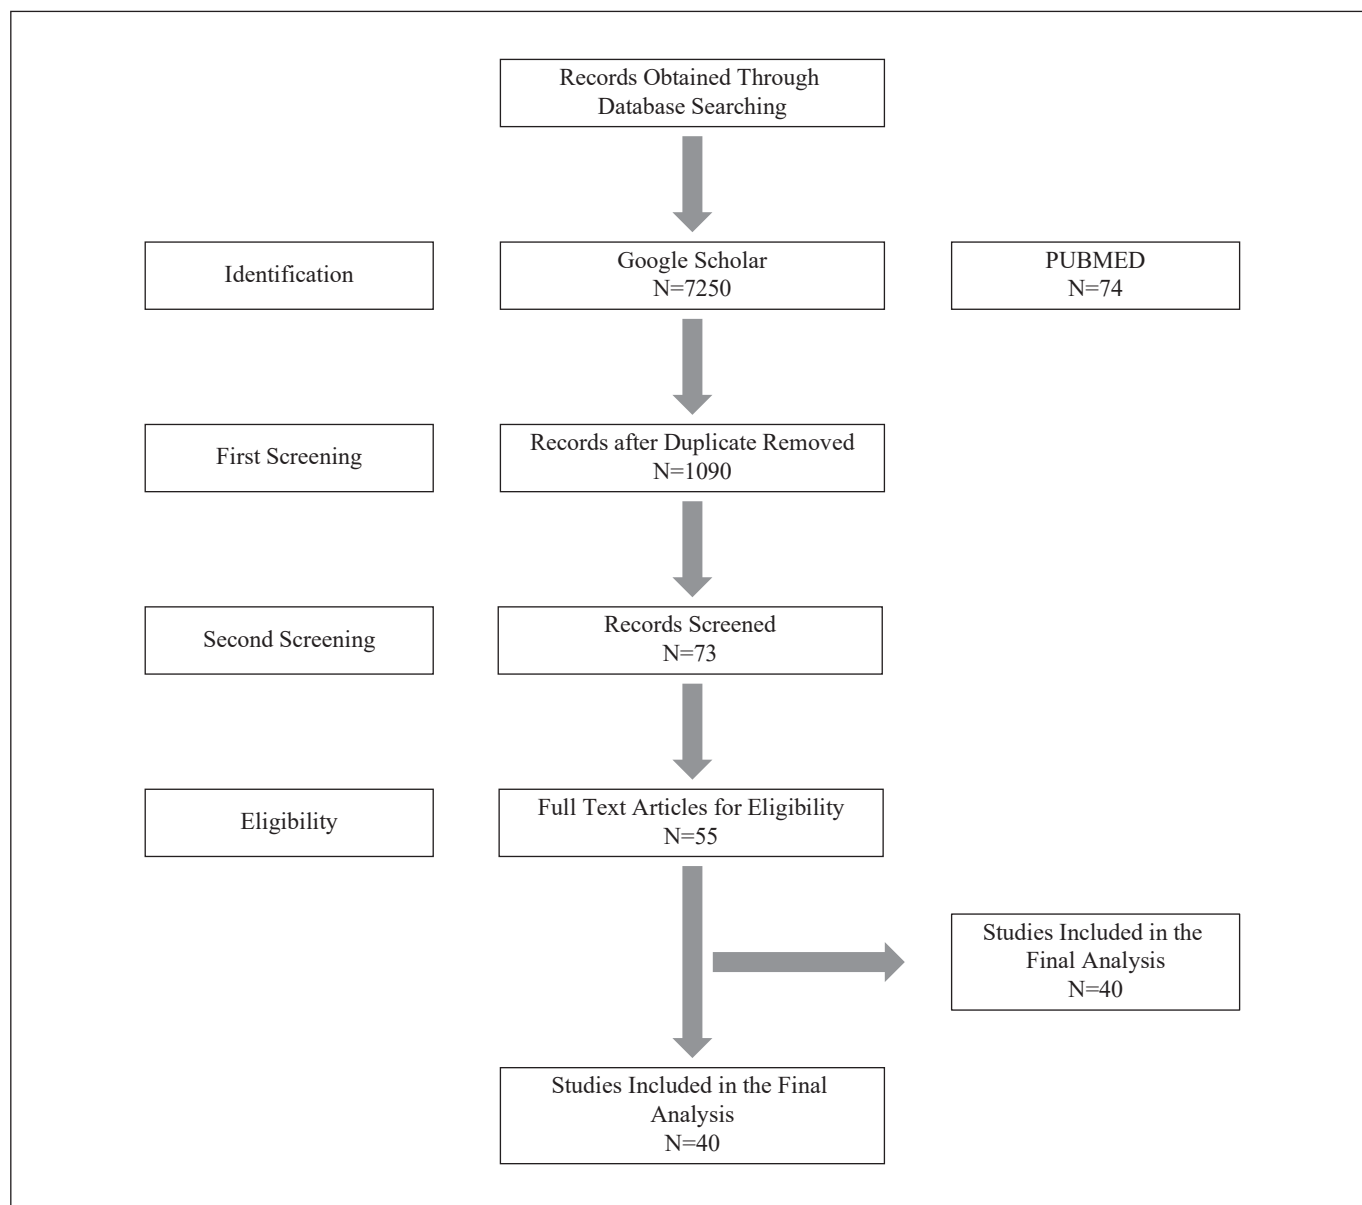 Records Obtained Through
Database Searching
Identification
Google Scholar
N=7250
PUBMED
N=74
First Screening
Records after Duplicate Removed
N=1090
Second Screening
Records Screened
N=73
Eligibility
Full Text Articles for Eligibility
N=55
Studies Included in the
Final Analysis
N=40
Studies Included in the Final
Analysis
N=40